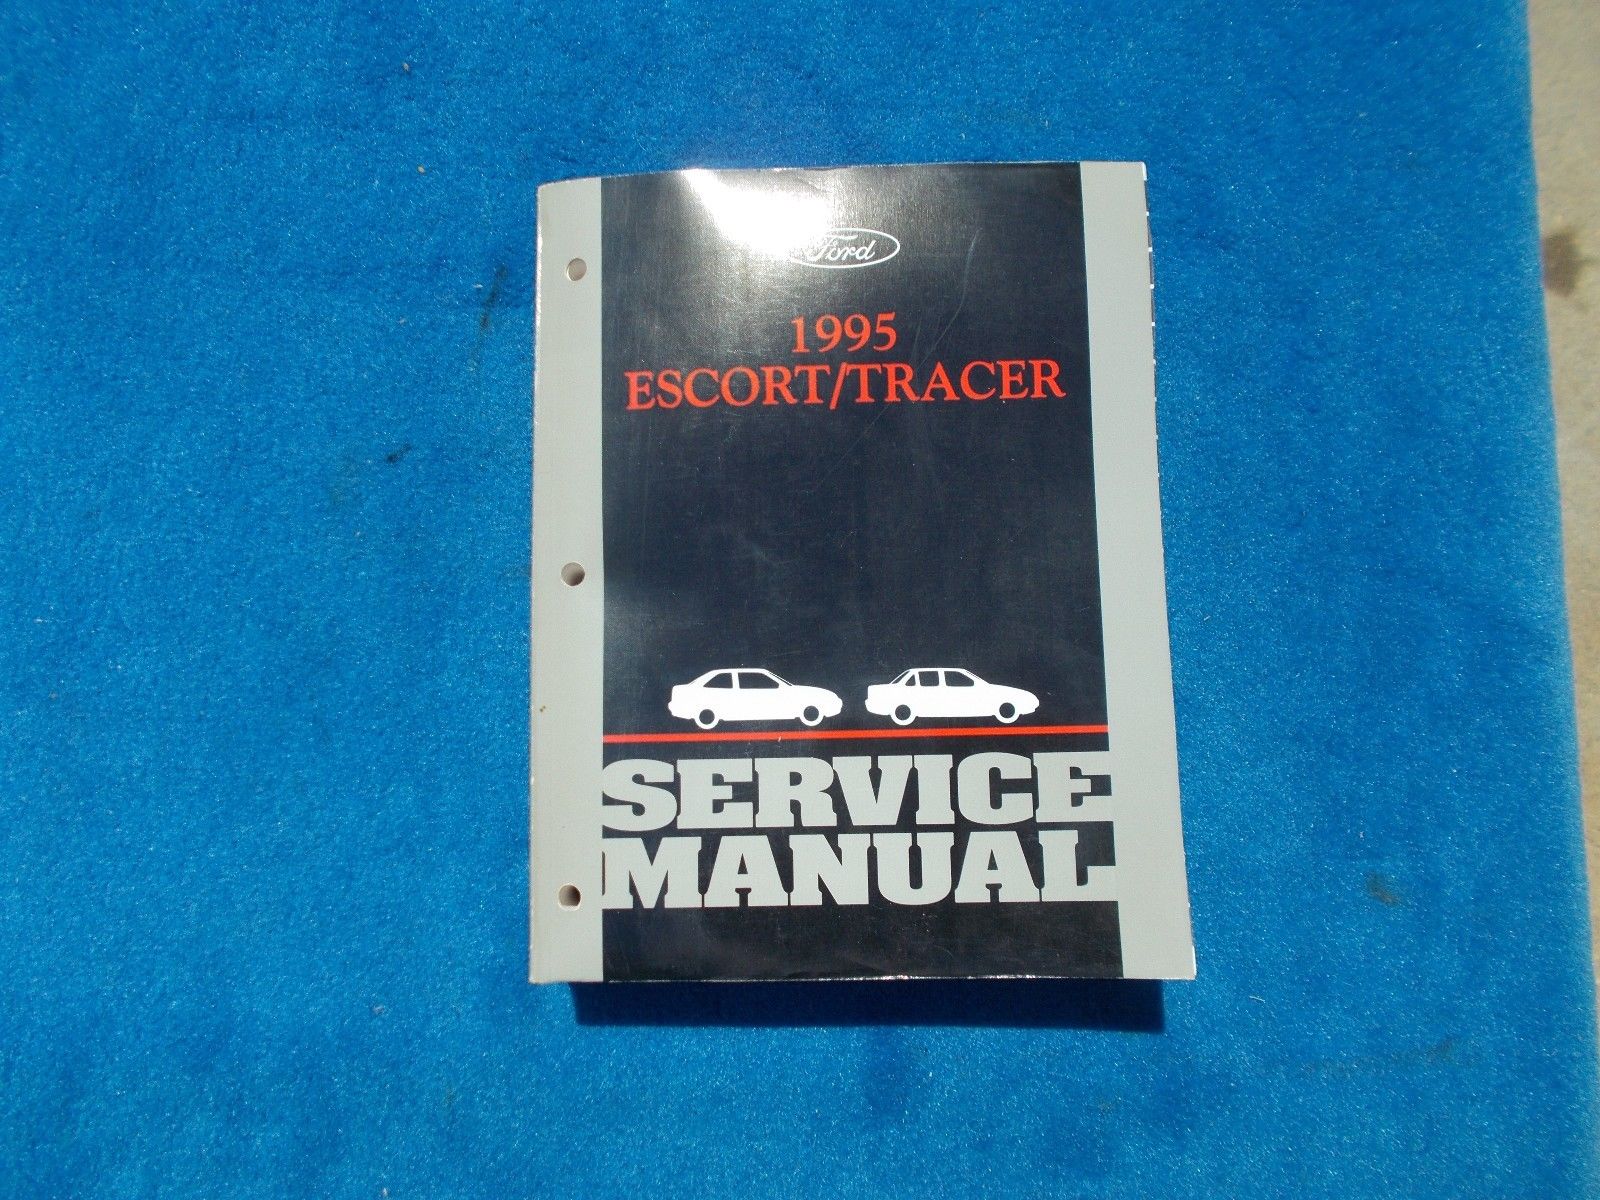 Ford
1995
ESCORT/TRACER
SERVICE
MANUAL